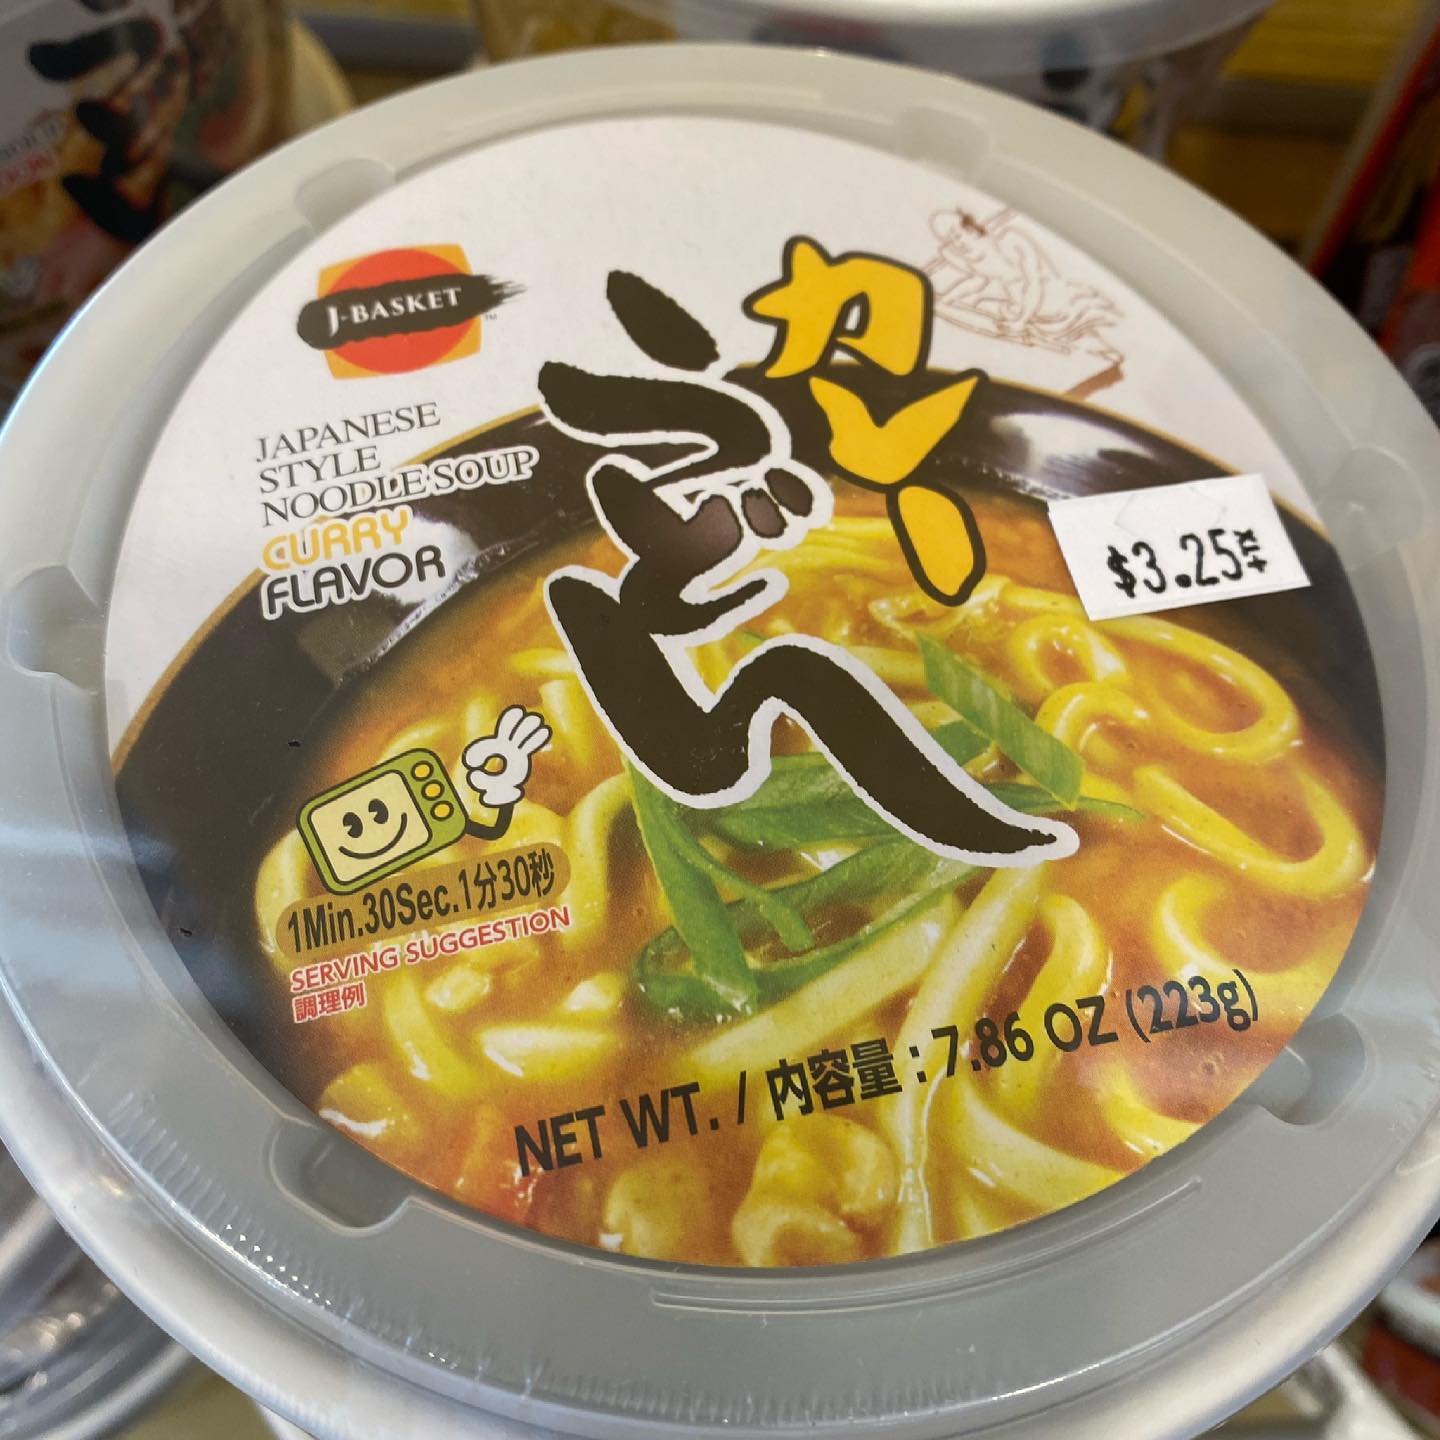 J-BASKET™
JAPANESE
STYLE
NOODLE SOUP
CURRY
FLAVOR
カレー
うどん
$3.25
1Min.30Sec.1分30秒
SERVING SUGGESTION
調理例
NET WT. / 内容量 : 7.86 OZ (223g)